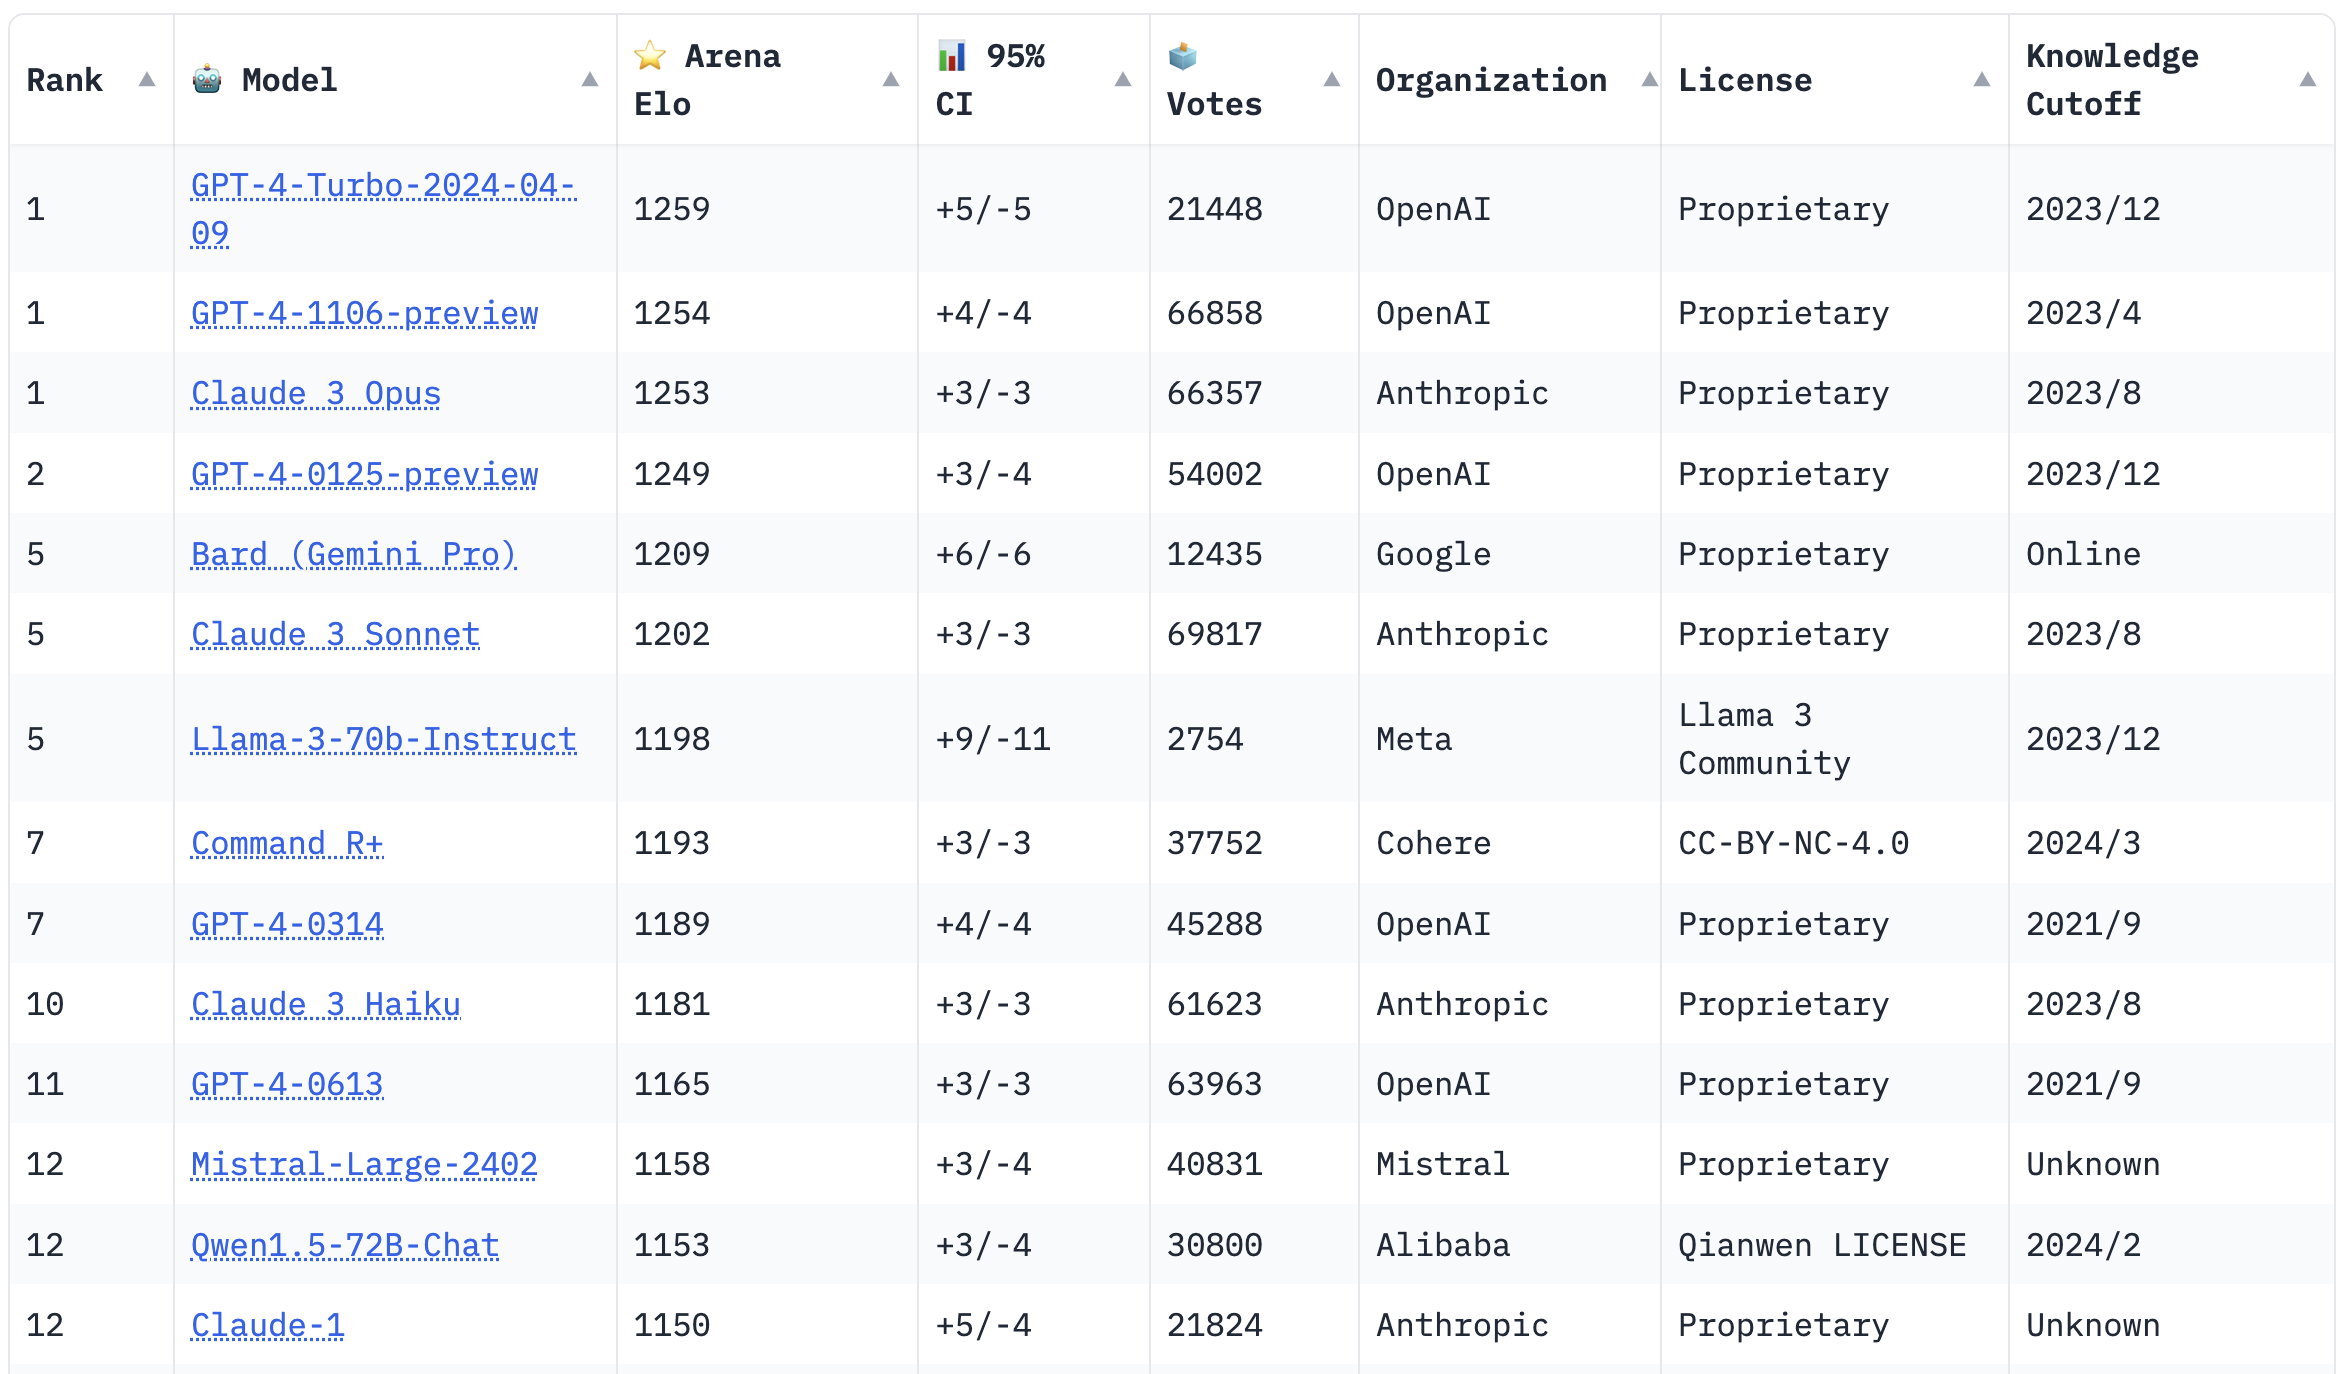 Rank 🤖 Model ⭐ Arena Elo 📊 95% CI 🗳️ Votes Organization License Knowledge Cutoff
1 GPT-4-Turbo-2024-04-09 1259 +5/-5 21448 OpenAI Proprietary 2023/12
1 GPT-4-1106-preview 1254 +4/-4 66858 OpenAI Proprietary 2023/4
1 Claude 3 Opus 1253 +3/-3 66357 Anthropic Proprietary 2023/8
2 GPT-4-0125-preview 1249 +3/-4 54002 OpenAI Proprietary 2023/12
5 Bard (Gemini Pro) 1209 +6/-6 12435 Google Proprietary Online
5 Claude 3 Sonnet 1202 +3/-3 69817 Anthropic Proprietary 2023/8
5 Llama-3-70b-Instruct 1198 +9/-11 2754 Meta Llama 3 Community 2023/12
7 Command R+ 1193 +3/-3 37752 Cohere CC-BY-NC-4.0 2024/3
7 GPT-4-0314 1189 +4/-4 45288 OpenAI Proprietary 2021/9
10 Claude 3 Haiku 1181 +3/-3 61623 Anthropic Proprietary 2023/8
11 GPT-4-0613 1165 +3/-3 63963 OpenAI Proprietary 2021/9
12 Mistral-Large-2402 1158 +3/-4 40831 Mistral Proprietary Unknown
12 Qwen1.5-72B-Chat 1153 +3/-4 30800 Alibaba Qianwen LICENSE 2024/2
12 Claude-1 1150 +5/-4 21824 Anthropic Proprietary Unknown